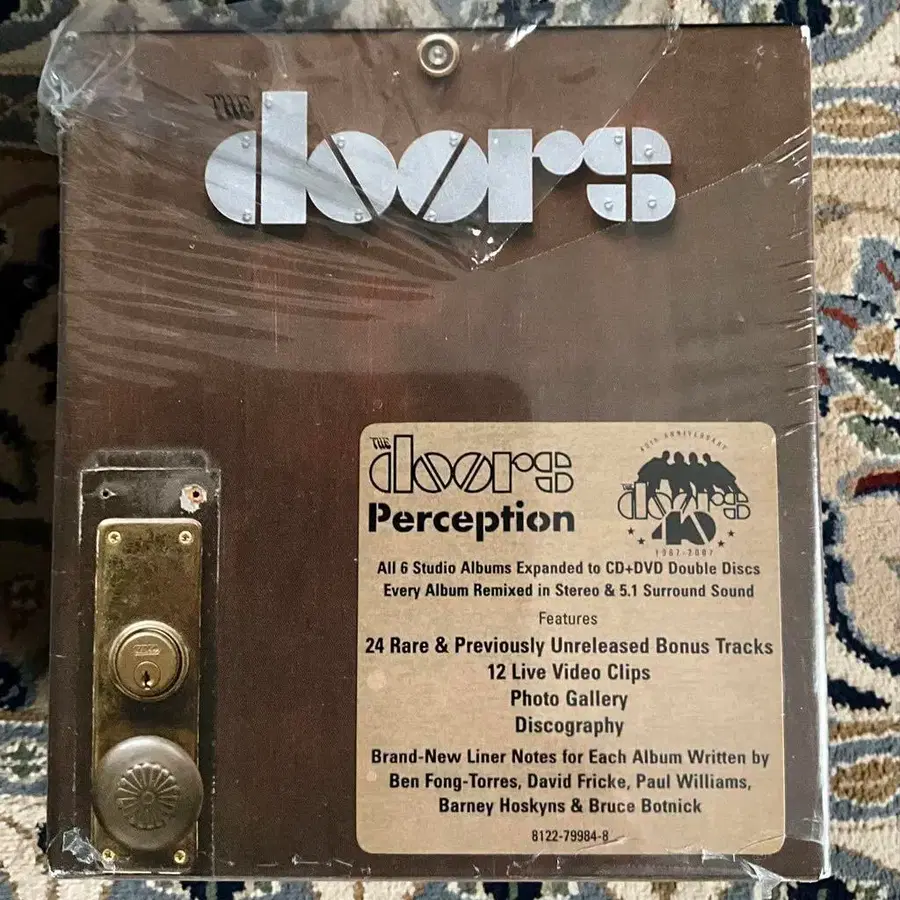 THE
doors
THE
doors
Perception
40TH ANNIVERSARY
THE
doors
40
1967-2007
All 6 Studio Albums Expanded to CD+DVD Double Discs
Every Album Remixed in Stereo & 5.1 Surround Sound
Features
24 Rare & Previously Unreleased Bonus Tracks
12 Live Video Clips
Photo Gallery
Discography
Brand-New Liner Notes for Each Album Written by
Ben Fong-Torres, David Fricke, Paul Williams,
Barney Hoskyns & Bruce Botnick
8122-79984-8